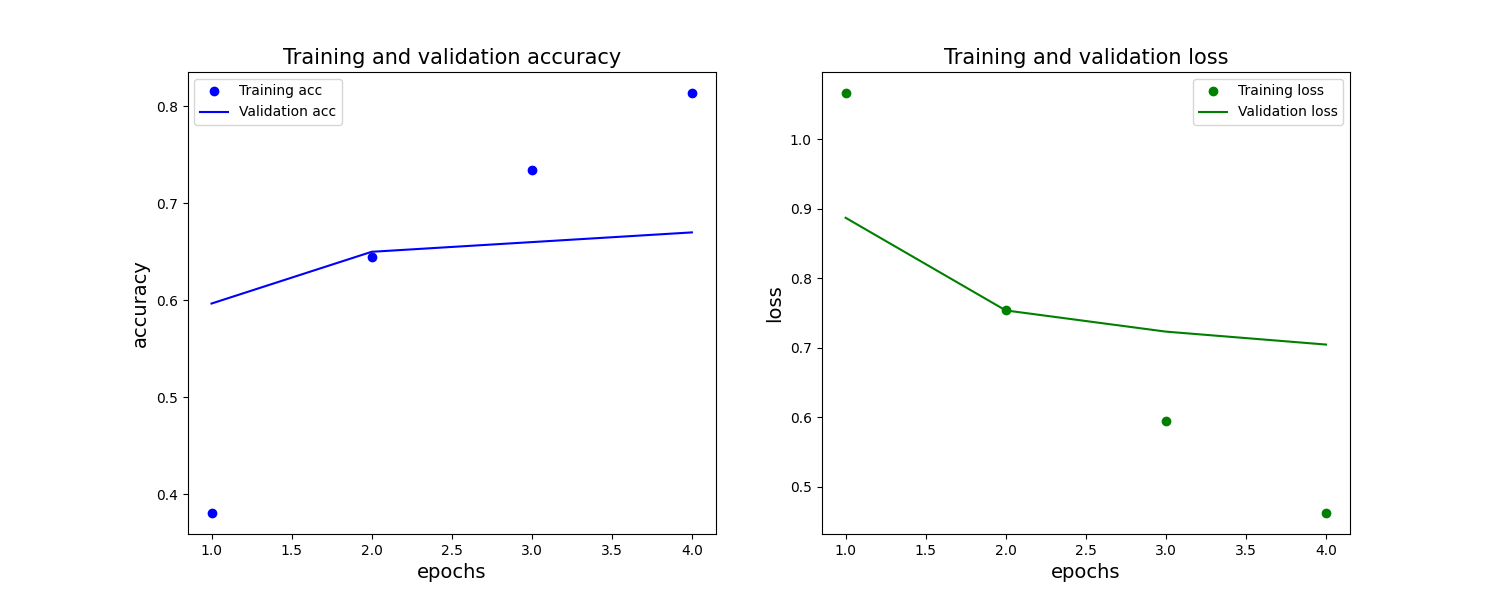 Training and validation accuracy
Training acc
Validation acc
0.8
0.7
0.6
0.5
0.4
accuracy
1.0 1.5 2.0 2.5 3.0 3.5 4.0
epochs
Training and validation loss
Training loss
Validation loss
1.0
0.9
0.8
0.7
0.6
0.5
loss
1.0 1.5 2.0 2.5 3.0 3.5 4.0
epochs